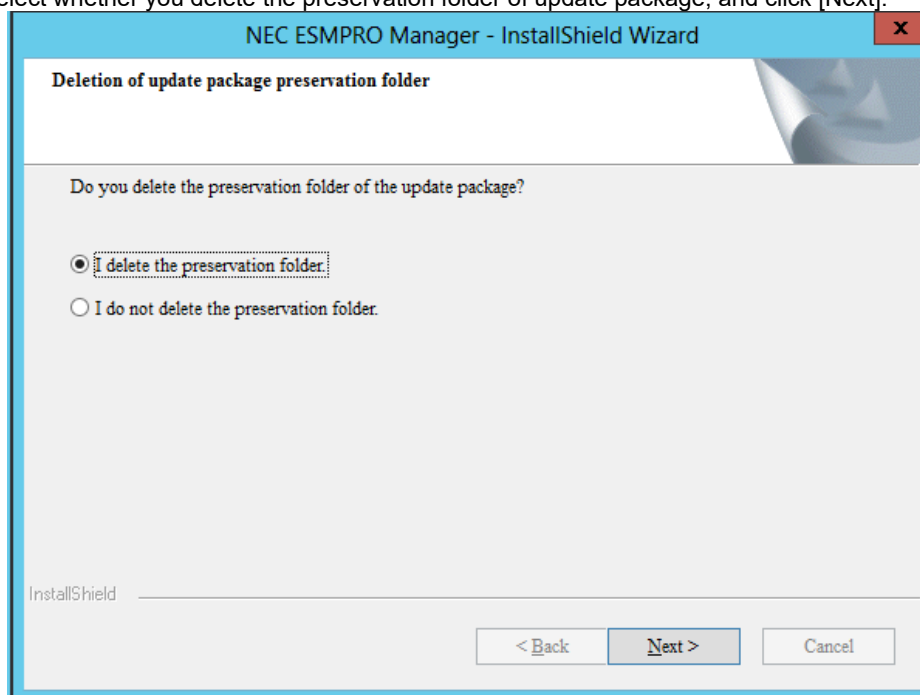 elect whether you delete the preservation folder of update package, and click [Next].
NEC ESMPRO Manager - InstallShield Wizard
x
Deletion of update package preservation folder
Do you delete the preservation folder of the update package?
I delete the preservation folder.
I do not delete the preservation folder.
InstallShield
< Back Next > Cancel